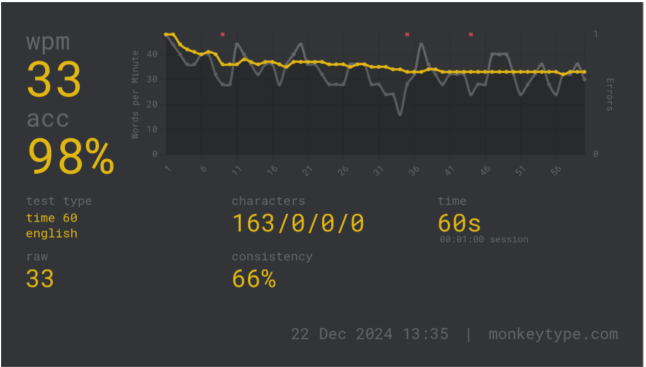 wpm
33
acc
98%
Words per Minute
40
30
20
10
0
1 6 11 16 21 26 31 36 41 46 51 56
1
Errors
0
test type
time 60
english
characters
163/0/0/0
time
60s
00:01:00 session
raw
33
consistency
66%
22 Dec 2024 13:35 | monkeytype.com